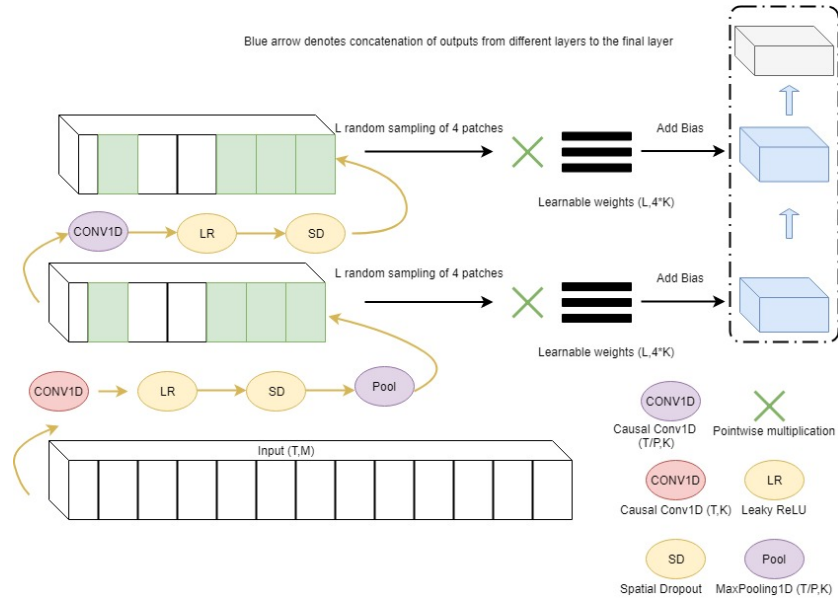 Blue arrow denotes concatenation of outputs from different layers to the final layer
L random sampling of 4 patches
Add Bias
Learnable weights (L,4*K)
CONV1D
LR
SD
L random sampling of 4 patches
Add Bias
Learnable weights (L,4*K)
CONV1D
LR
SD
Pool
Input (T,M)
CONV1D
Causal Conv1D
(T/P,K)
Pointwise multiplication
CONV1D
Causal Conv1D (T,K)
LR
Leaky ReLU
SD
Spatial Dropout
Pool
MaxPooling1D (T/P,K)